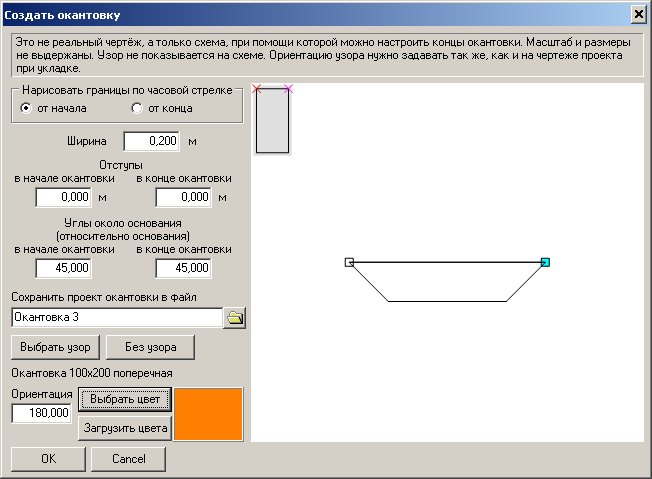 Создать окантовку
Это не реальный чертёж, а только схема, при помощи которой можно настроить концы окантовки. Масштаб и размеры
не выдержаны. Узор не показывается на схеме. Ориентацию узора нужно задавать так же, как и на чертеже проекта
при укладке.
Нарисовать границы по часовой стрелке
от начала от конца
Ширина 0,200 м
Отступы
в начале окантовки в конце окантовки
0,000 м 0,000 м
Углы около основания
(относительно основания)
в начале окантовки в конце окантовки
45,000 45,000
Сохранить проект окантовки в файл
Окантовка 3
Выбрать узор Без узора
Окантовка 100x200 поперечная
Ориентация Выбрать цвет
180,000
Загрузить цвета
OK Cancel